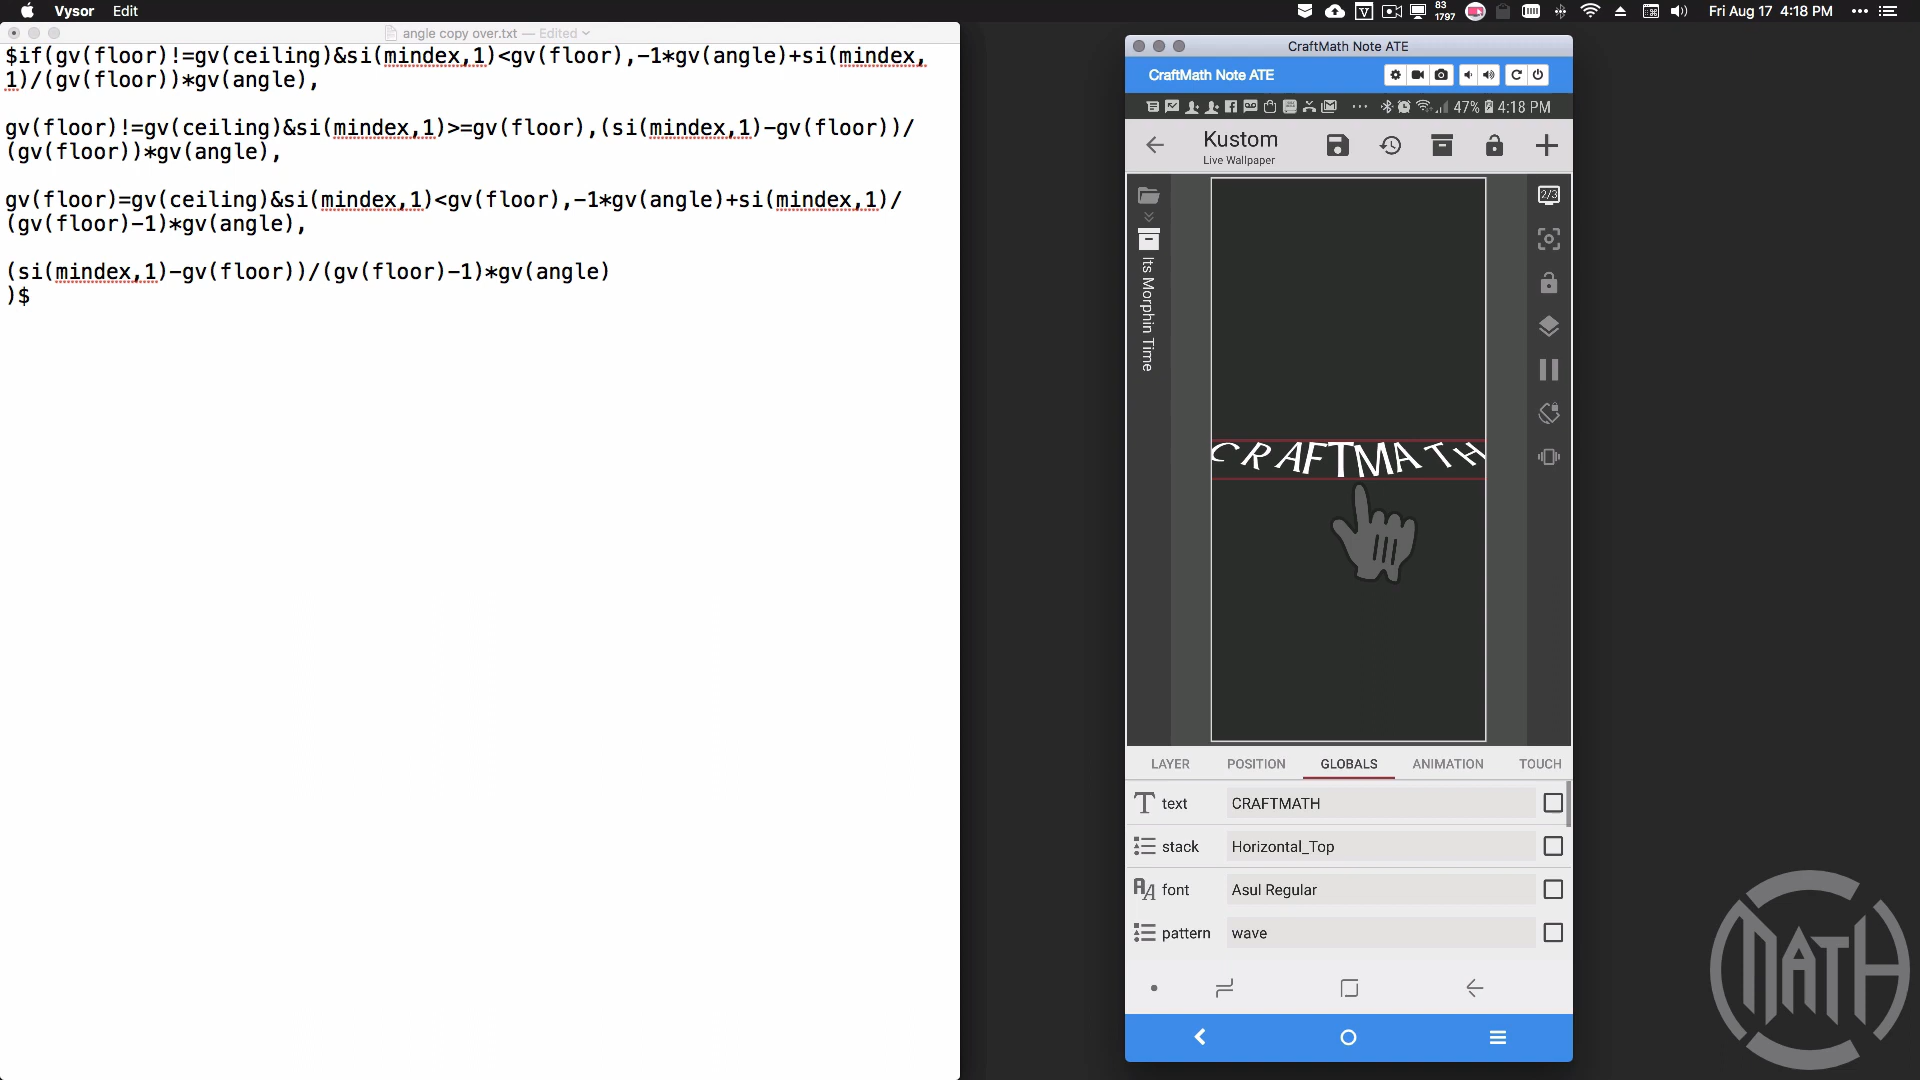 Vysor Edit
83
1797
Fri Aug 17 4:18 PM
angle copy over.txt — Edited
$if(gv(floor)!=gv(ceiling)&si(mindex,1)<gv(floor),-1*gv(angle)+si(mindex,
1)/(gv(floor))*gv(angle),
gv(floor)!=gv(ceiling)&si(mindex,1)>=gv(floor),(si(mindex,1)-gv(floor))/
(gv(floor))*gv(angle),
gv(floor)=gv(ceiling)&si(mindex,1)<gv(floor),-1*gv(angle)+si(mindex,1)/
(gv(floor)-1)*gv(angle),
(si(mindex,1)-gv(floor))/(gv(floor)-1)*gv(angle)
)$
CraftMath Note ATE
CraftMath Note ATE
47% 4:18 PM
Kustom
Live Wallpaper
2/3
Its Morphin Time
CRAFTMATH
LAYER POSITION GLOBALS ANIMATION TOUCH
text CRAFTMATH
stack Horizontal_Top
font Asul Regular
pattern wave
MATH